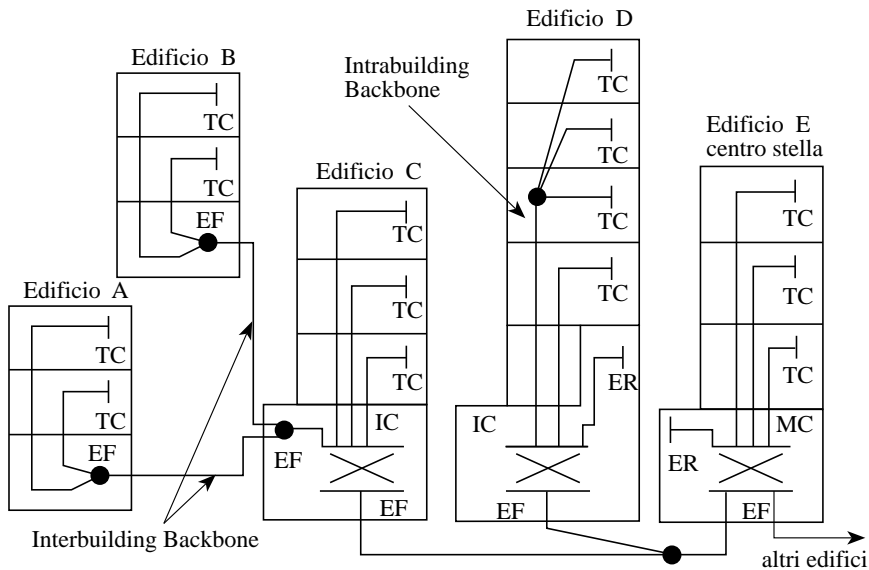 Edificio D
Edificio B
Intrabuilding
Backbone
TC
TC
TC
TC
Edificio E
centro stella
TC
Edificio C
EF
TC
TC
TC
Edificio A
TC
TC
TC
TC
TC
ER
TC
TC
IC
IC
MC
EF
EF
ER
EF
EF
EF
Interbuilding Backbone
altri edifici